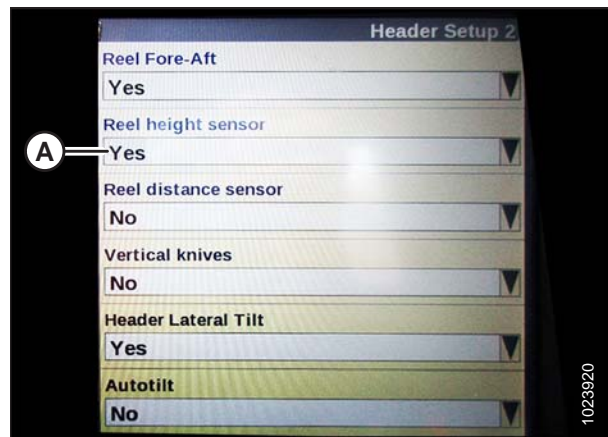 Header Setup 2
Reel Fore-Aft
Yes
Reel height sensor
A
Yes
Reel distance sensor
No
Vertical knives
No
Header Lateral Tilt
Yes
Autotilt
No
1023920